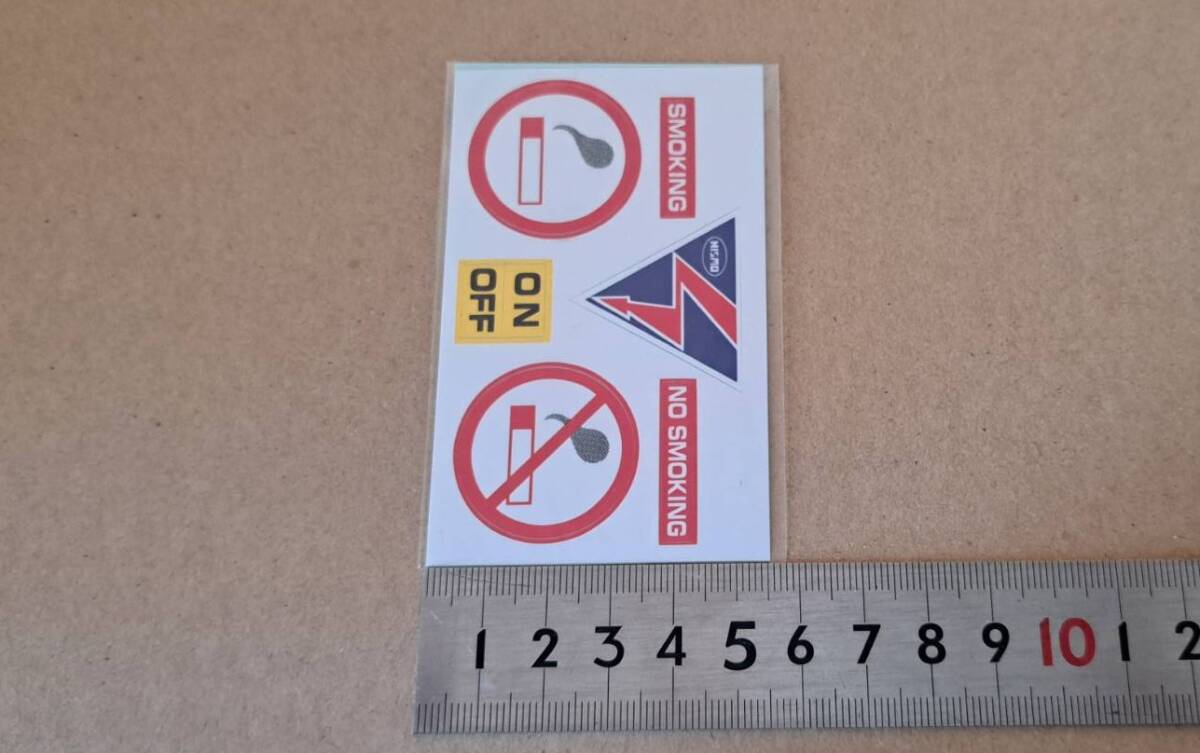 SMOKING
NISMO
ON
OFF
NO SMOKING
1 2 3 4 5 6 7 8 9 10 1 2